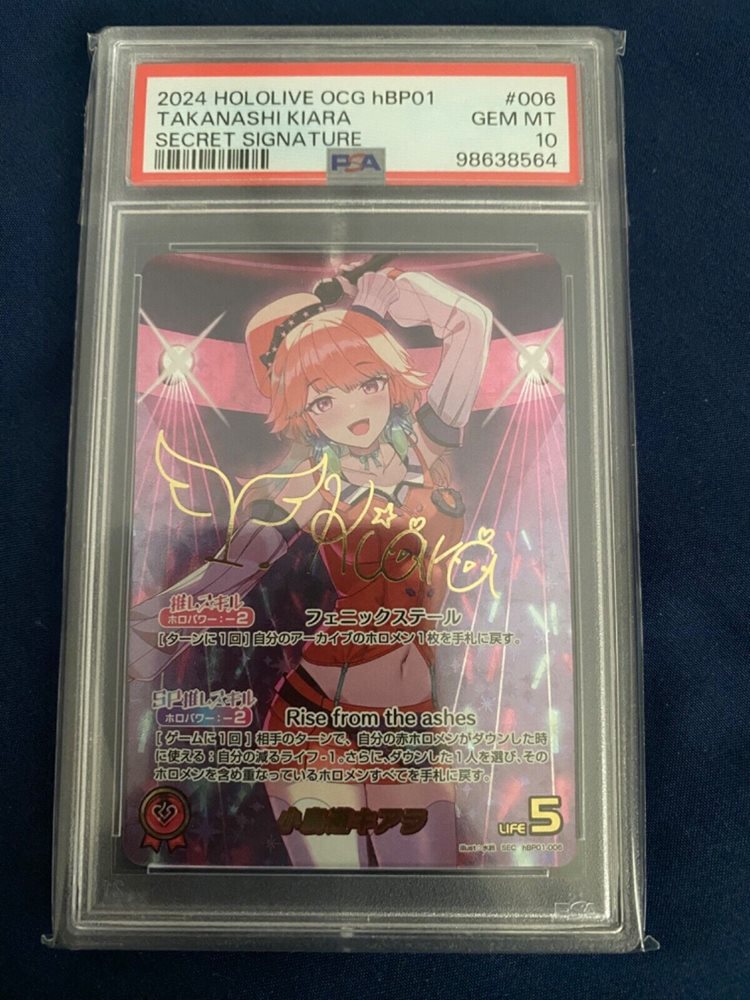 2024 HOLOLIVE OCG hBP01 #006
TAKANASHI KIARA GEM MT
SECRET SIGNATURE 10
PSA 98638564
Kiara
推しスキル
ホロパワー：-2
フェニックステール
[ターンに1回]自分のアーカイブのホロメン1枚を手札に戻す。
SP推しスキル
ホロパワー：-2
Rise from the ashes
[ゲームに1回]相手のターンで、自分の赤ホロメンがダウンした時
に使える：自分の減るライフ-1。さらに、ダウンした1人を選び、その
ホロメンを含め重なっているホロメンすべてを手札に戻す。
小鳥遊キアラ
LIFE 5
SEC hBP01-006
PSA